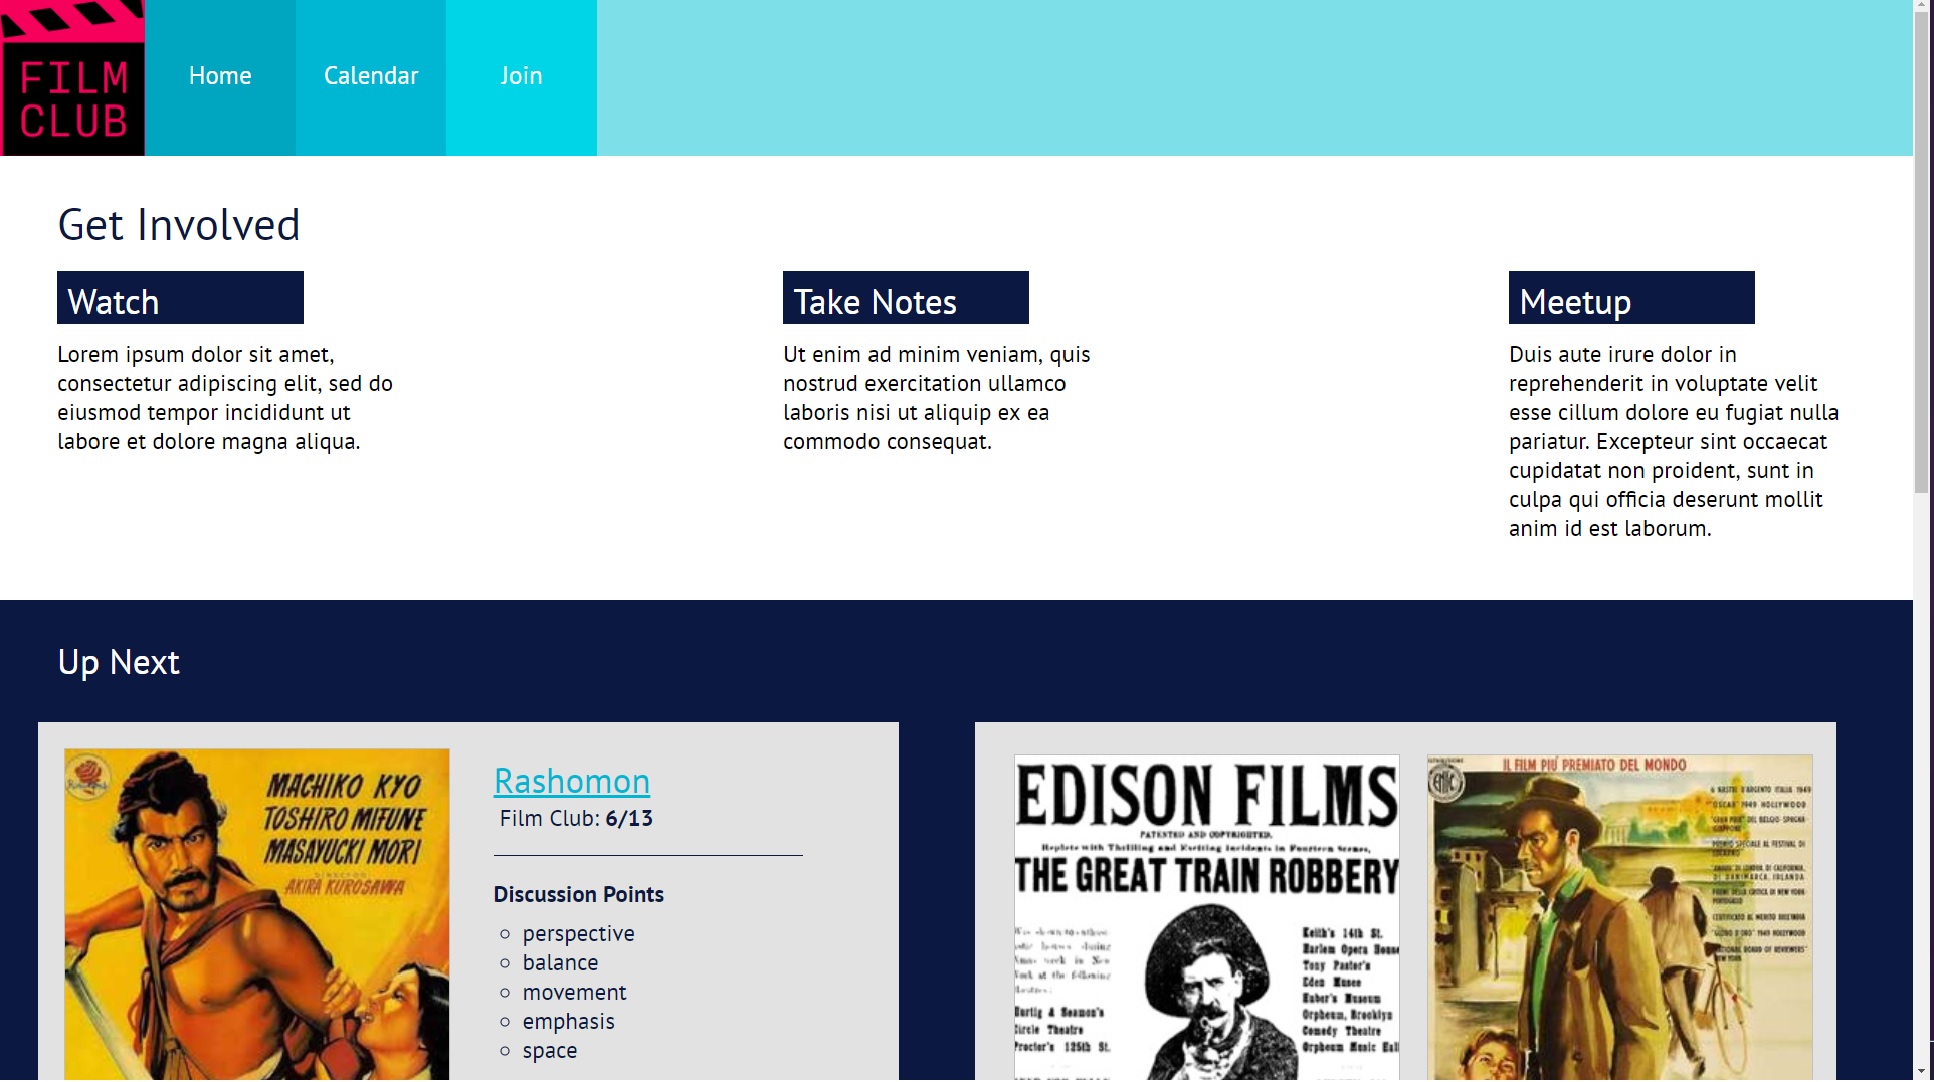 FILM
CLUB
Home
Calendar
Join
Get Involved
Watch
Lorem ipsum dolor sit amet,
consectetur adipiscing elit, sed do
eiusmod tempor incididunt ut
labore et dolore magna aliqua.
Take Notes
Ut enim ad minim veniam, quis
nostrud exercitation ullamco
laboris nisi ut aliquip ex ea
commodo consequat.
Meetup
Duis aute irure dolor in
reprehenderit in voluptate velit
esse cillum dolore eu fugiat nulla
pariatur. Excepteur sint occaecat
cupidatat non proident, sunt in
culpa qui officia deserunt mollit
anim id est laborum.
Up Next
MACHIKO KYO
TOSHIRO MIFUNE
MASAYUCKI MORI
AKIRA KUROSAWA
Rashomon
Film Club: 6/13
Discussion Points
perspective
balance
movement
emphasis
space
EDISON FILMS
PATENTED AND COPYRIGHTED.
Replete with Thrilling and Exciting Incidents in Fourteen Scenes,
THE GREAT TRAIN ROBBERY
Hurtig & Seamon's
Circle Theatre
Proctor's 125th St.
Keith's 14th St.
Harlem Opera House
Tony Pastor's
Eden Musee
Huber's Museum
Orpheum, Brooklyn
Comedy Theatre
Orpheum Music Hall
IL FILM PIÚ PREMIATO DEL MONDO